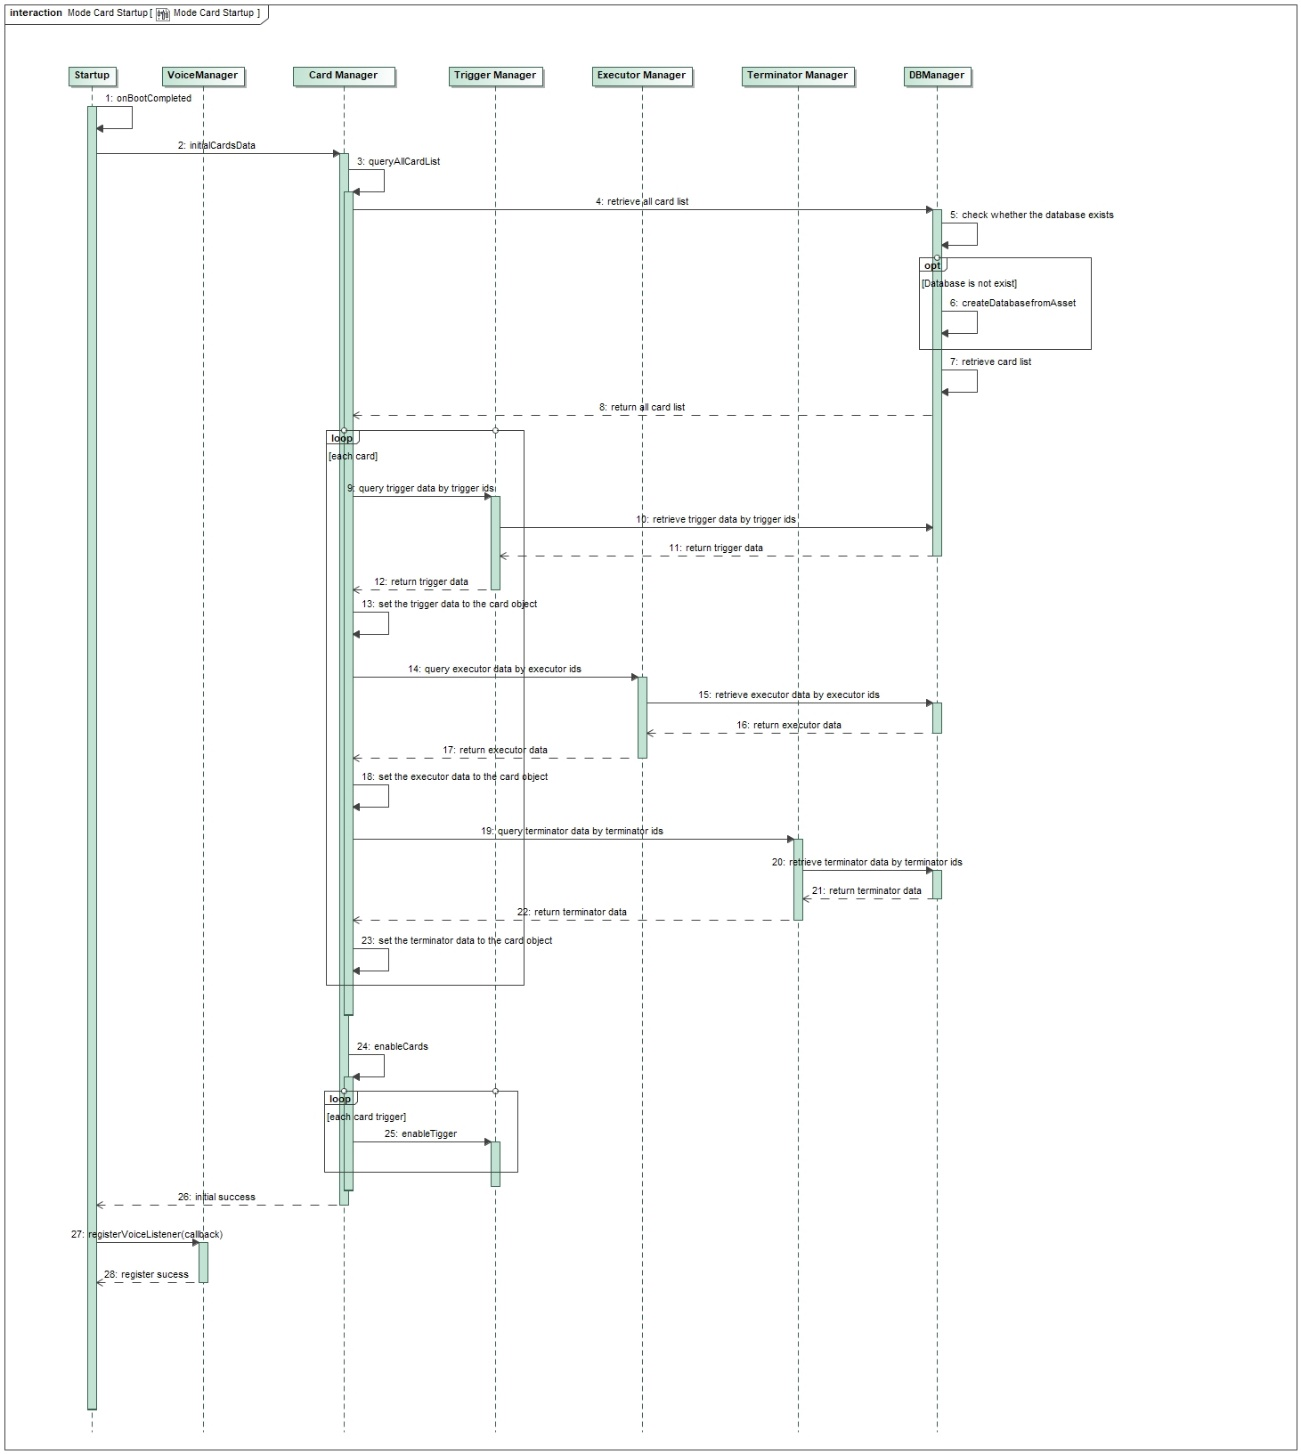 interaction Mode Card Startup [ Mode Card Startup ]
Startup
VoiceManager
Card Manager
Trigger Manager
Executor Manager
Terminator Manager
DBManager
1: onBootCompleted
2: initialCardsData
3: queryAllCardList
4: retrieve all card list
5: check whether the database exists
opt
[Database is not exist]
6: createDatabasefromAsset
7: retrieve card list
8: return all card list
loop
[each card]
9: query trigger data by trigger ids
10: retrieve trigger data by trigger ids
11: return trigger data
12: return trigger data
13: set the trigger data to the card object
14: query executor data by executor ids
15: retrieve executor data by executor ids
16: return executor data
17: return executor data
18: set the executor data to the card object
19: query terminator data by terminator ids
20: retrieve terminator data by terminator ids
21: return terminator data
22: return terminator data
23: set the terminator data to the card object
24: enableCards
loop
[each card trigger]
25: enableTigger
26: initial success
27: registerVoiceListener(callback)
28: register sucess